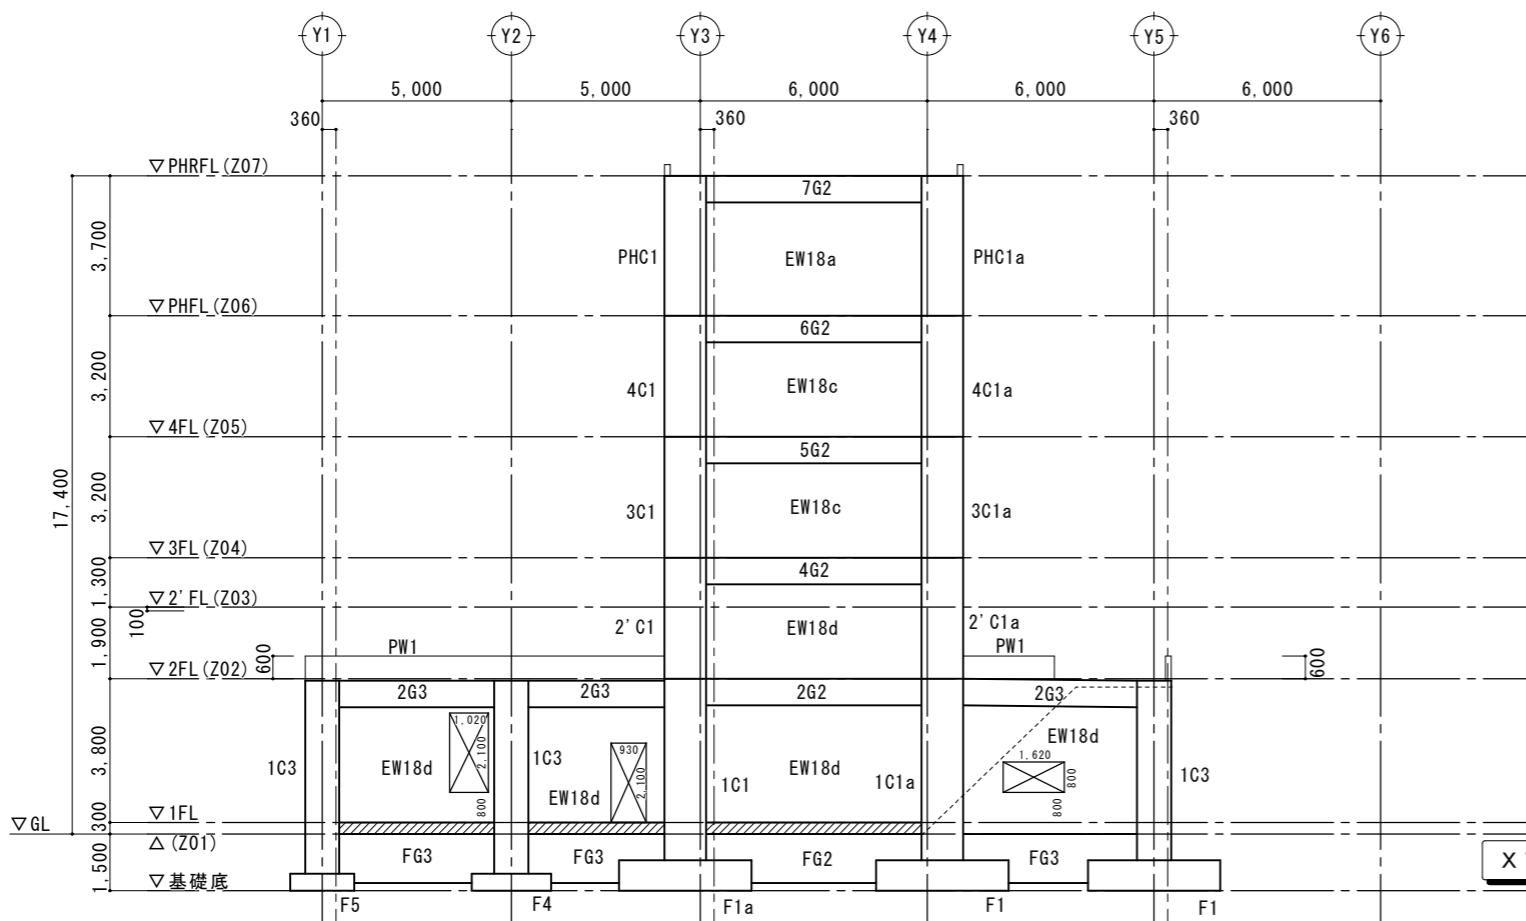 Y1 Y2 Y3 Y4 Y5 Y6
5,000 5,000 6,000 6,000 6,000
360 360 360
▽PHRFL(Z07)
7G2
3,700
PHC1 EW18a PHC1a
▽PHFL(Z06)
6G2
3,200
4C1 EW18c 4C1a
▽4FL(Z05)
5G2
17,400
3,200
3C1 EW18c 3C1a
▽3FL(Z04)
4G2
1,300
▽2'FL(Z03)
100
1,900
2'C1 EW18d 2'C1a
PW1 PW1
600 600
▽2FL(Z02)
2G3 2G3 2G2 2G3
1,020 930 1,620
2,100 2,100 800
800 800
3,800
1C3 EW18d 1C3 EW18d 1C1 EW18d 1C1a EW18d 1C3
▽1FL
300
▽GL
△(Z01)
1,500
FG3 FG3 FG2 FG3
▽基礎底
F5 F4 F1a F1 F1
X